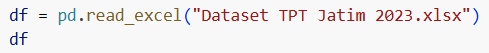 df = pd.read_excel("Dataset TPT Jatim 2023.xlsx")
df